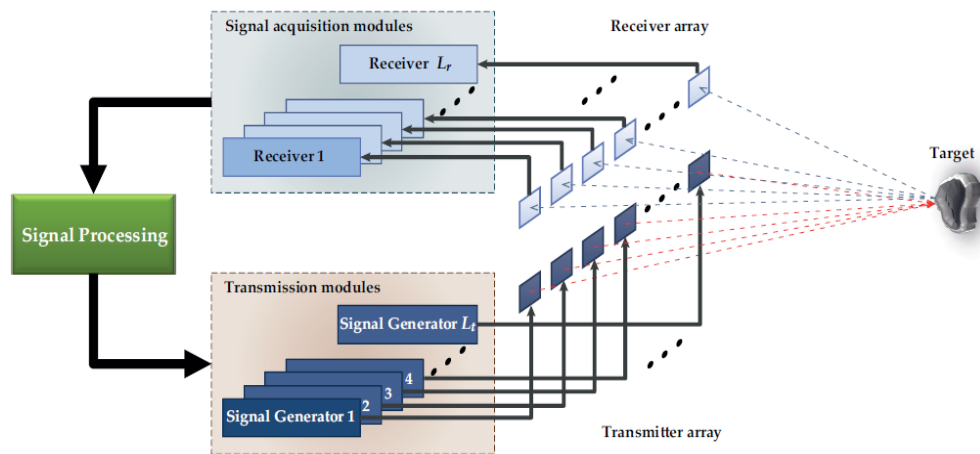 Signal acquisition modules
Receiver array
Receiver Lᵣ
Receiver 1
Target
Signal Processing
Transmission modules
Signal Generator Lₜ
4
3
2
Signal Generator 1
Transmitter array